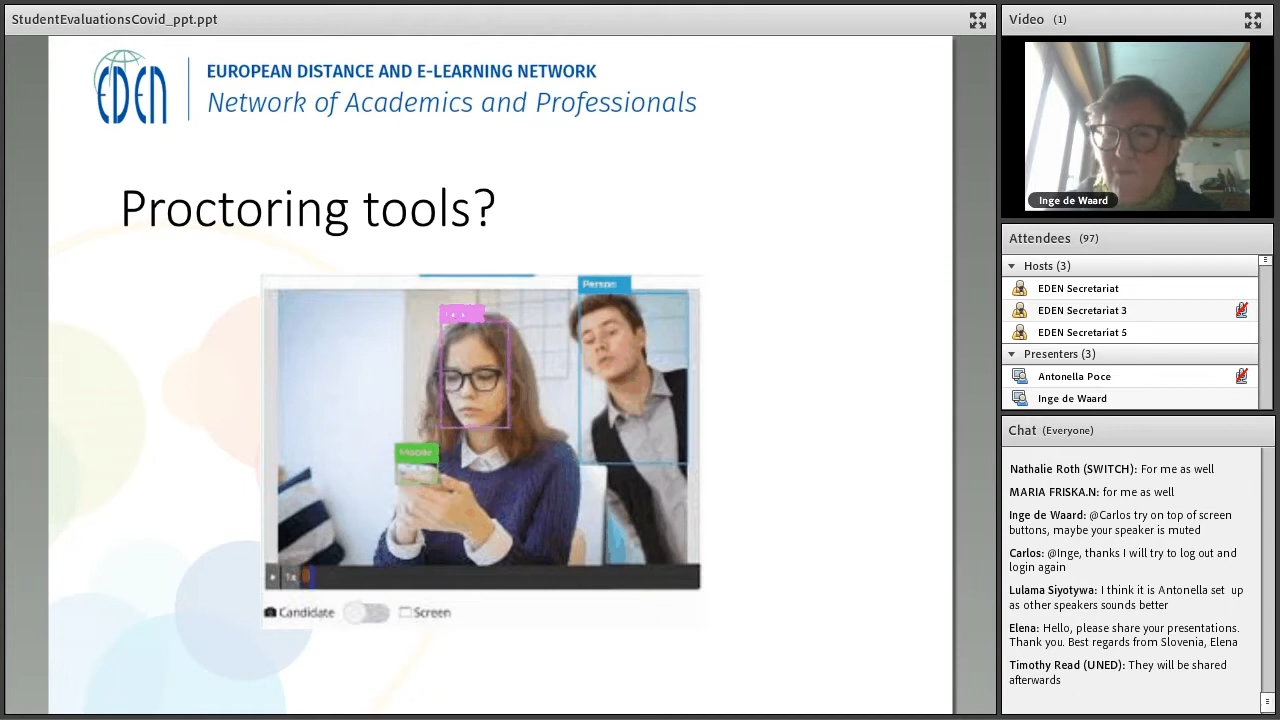 StudentEvaluationsCovid_ppt.ppt
EDEN
EUROPEAN DISTANCE AND E-LEARNING NETWORK
Network of Academics and Professionals
Proctoring tools?
Person
Mobile
1x
Candidate
Screen
Video (1)
Inge de Waard
Attendees (97)
Hosts (3)
EDEN Secretariat
EDEN Secretariat 3
EDEN Secretariat 5
Presenters (3)
Antonella Poce
Inge de Waard
Chat (Everyone)
Nathalie Roth (SWITCH): For me as well
MARIA FRISKA.N: for me as well
Inge de Waard: @Carlos try on top of screen
buttons, maybe your speaker is muted
Carlos: @Inge, thanks I will try to log out and
login again
Lulama Siyotywa: I think it is Antonella set up
as other speakers sounds better
Elena: Hello, please share your presentations.
Thank you. Best regards from Slovenia, Elena
Timothy Read (UNED): They will be shared
afterwards